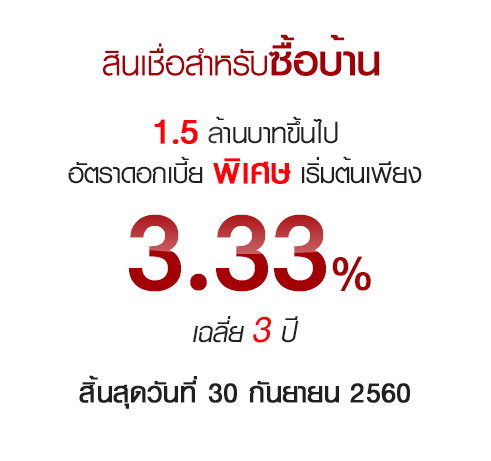 สินเชื่อสำหรับซื้อบ้าน
1.5 ล้านบาทขึ้นไป
อัตราดอกเบี้ย พิเศษ เริ่มต้นเพียง
3.33%
เฉลี่ย 3 ปี
สิ้นสุดวันที่ 30 กันยายน 2560